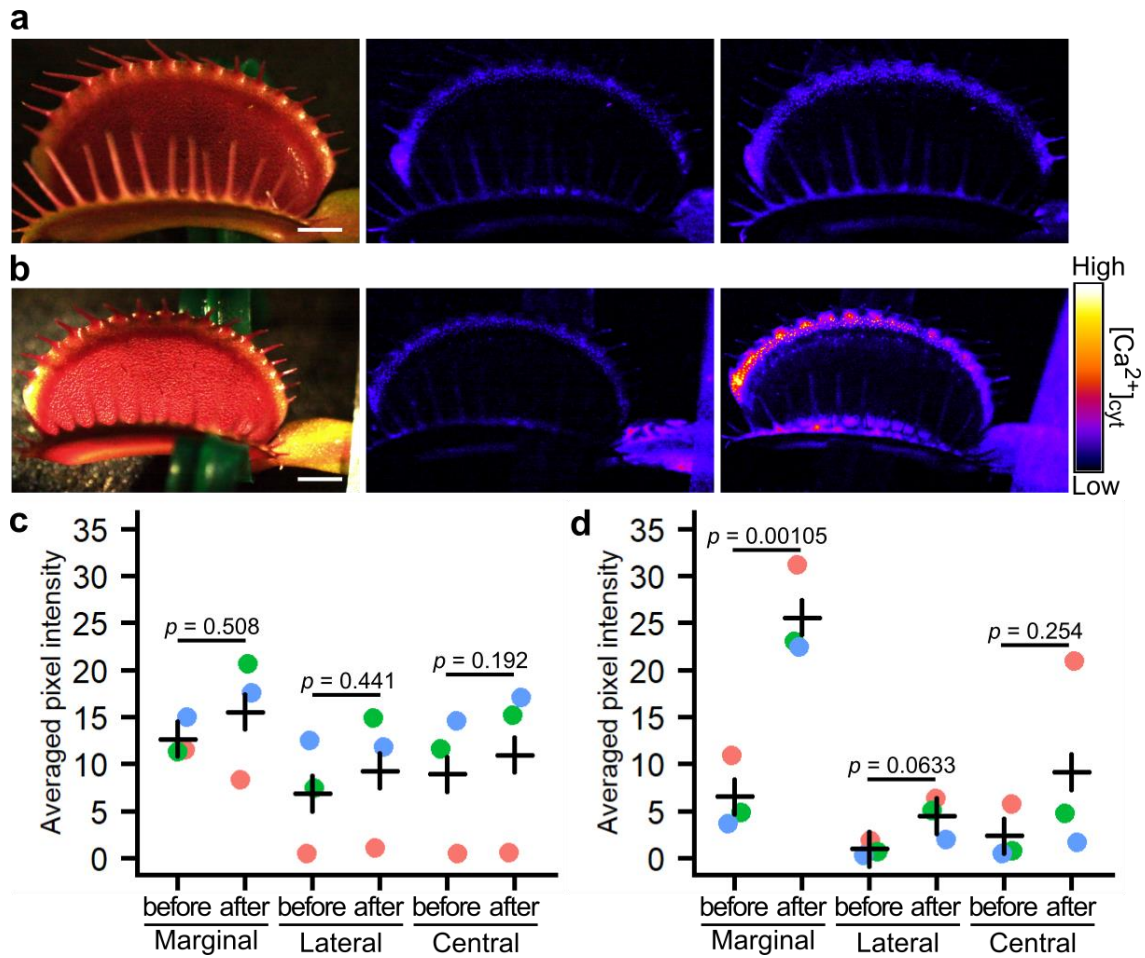 a
b
High
[Ca2+]cyt
Low
c
Averaged pixel intensity
35
30
25
20
15
10
5
0
p = 0.508
p = 0.441
p = 0.192
before after before after before after
Marginal Lateral Central
d
Averaged pixel intensity
35
30
25
20
15
10
5
0
p = 0.00105
p = 0.0633
p = 0.254
before after before after before after
Marginal Lateral Central